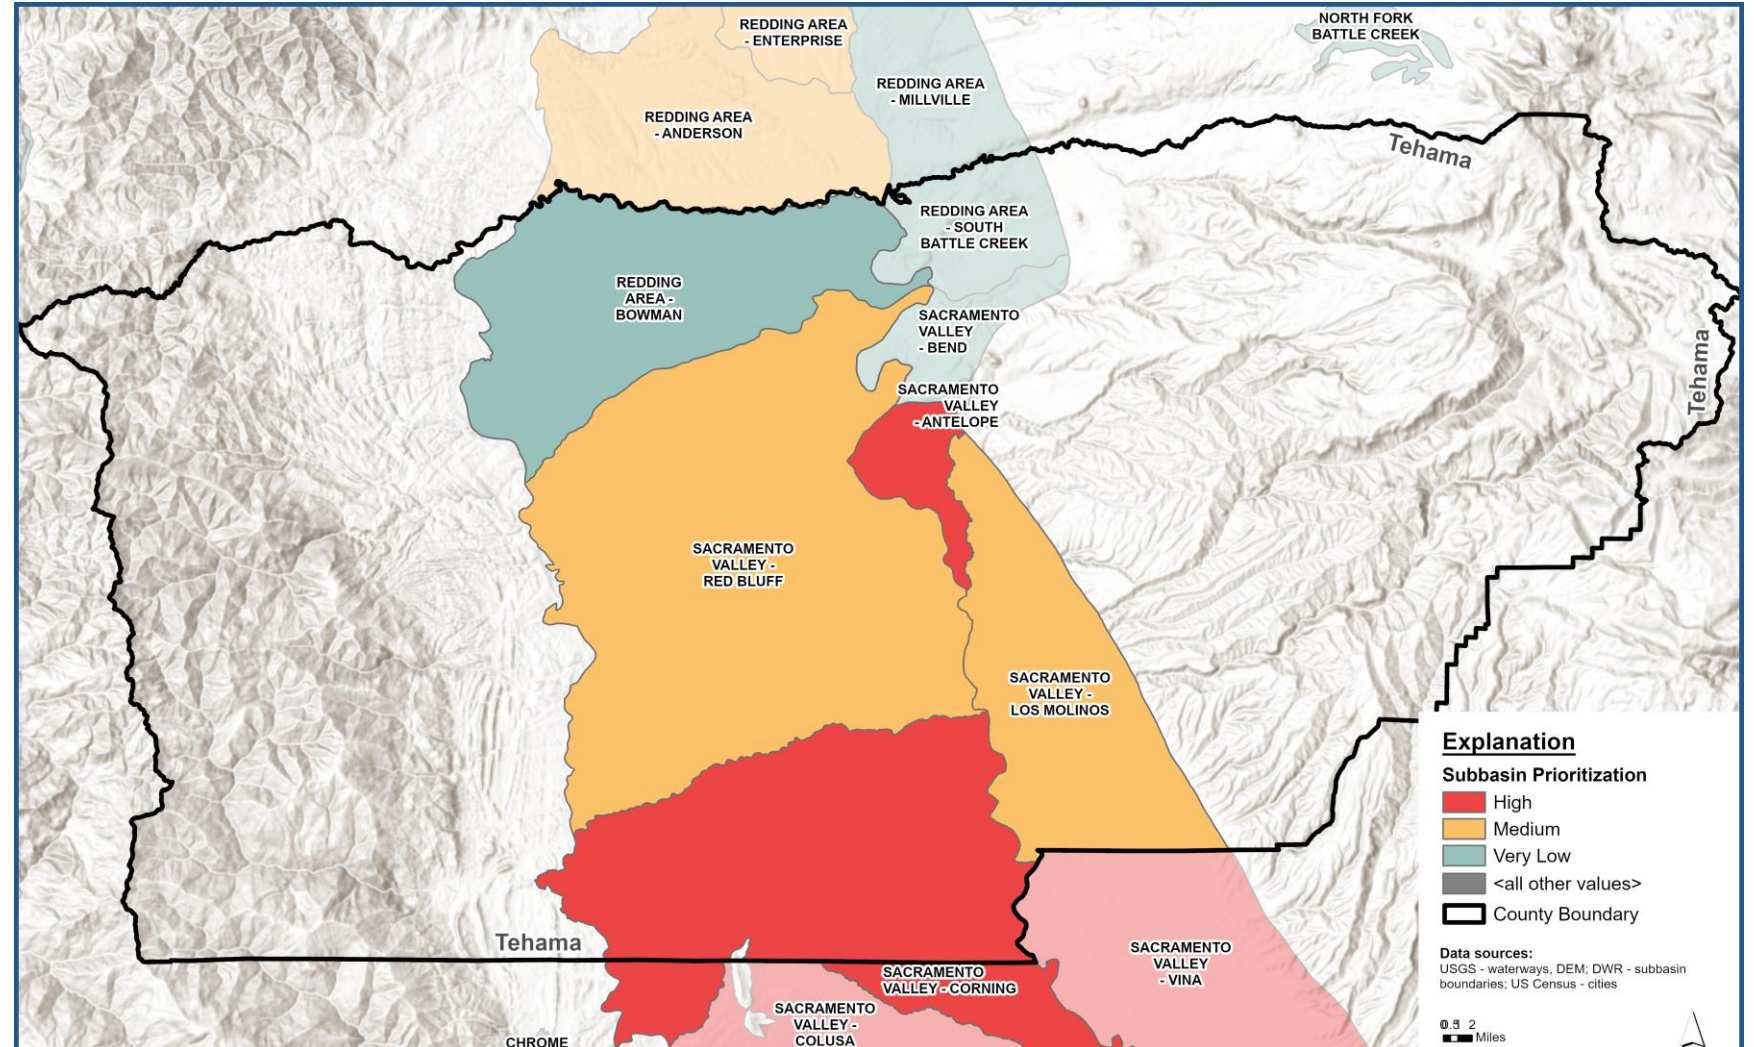 REDDING AREA
- ENTERPRISE
NORTH FORK
BATTLE CREEK
REDDING AREA
- MILLVILLE
REDDING AREA
- ANDERSON
Tehama
REDDING AREA
- SOUTH
BATTLE CREEK
REDDING
AREA -
BOWMAN
SACRAMENTO
VALLEY
- BEND
Tehama
SACRAMENTO
VALLEY
- ANTELOPE
SACRAMENTO
VALLEY -
RED BLUFF
SACRAMENTO
VALLEY -
LOS MOLINOS
Tehama
SACRAMENTO
VALLEY
- VINA
SACRAMENTO
VALLEY - CORNING
SACRAMENTO
VALLEY -
COLUSA
CHROME
Explanation
Subbasin Prioritization
High
Medium
Very Low
<all other values>
County Boundary
Data sources:
USGS - waterways, DEM; DWR - subbasin
boundaries; US Census - cities
2
Miles